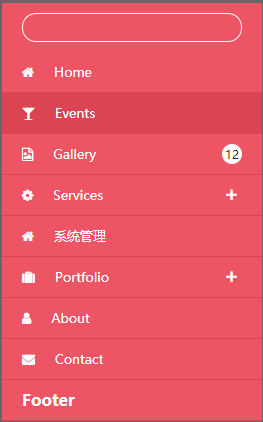 Home
Events
Gallery 12
Services +
系统管理
Portfolio +
About
Contact
Footer